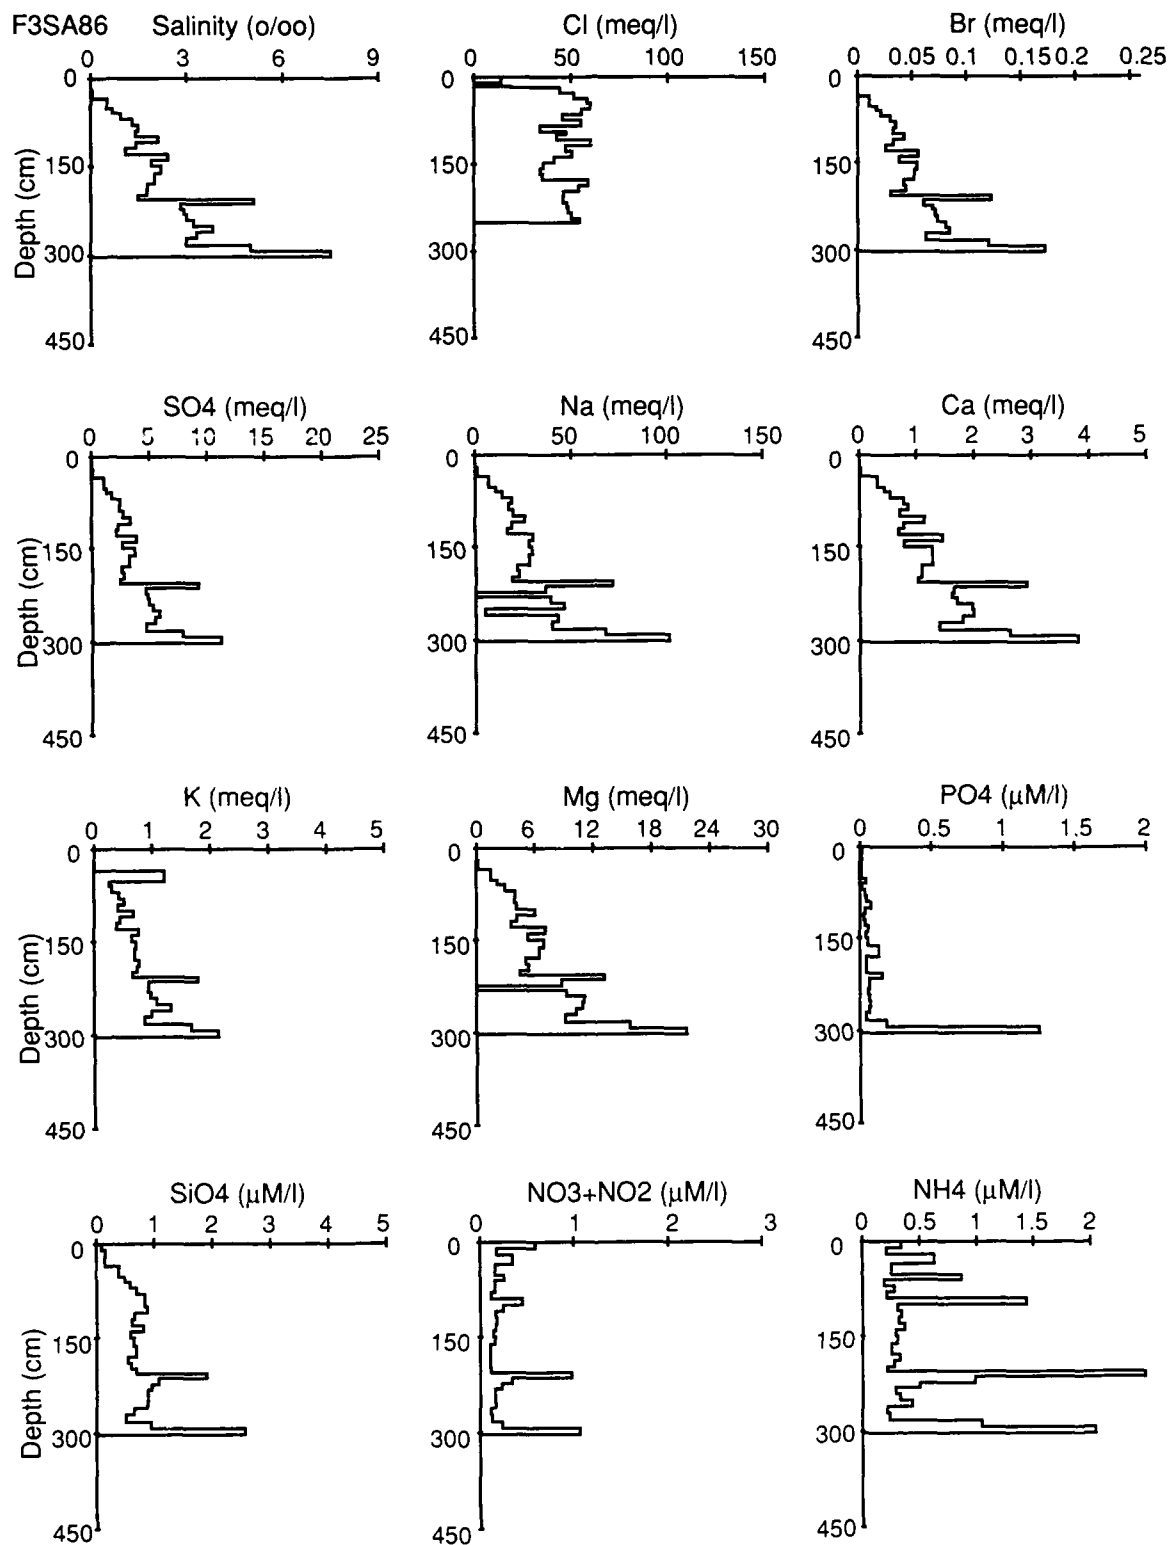 F3SA86 Salinity (o/oo) Cl (meq/l) Br (meq/l)
0 3 6 9 0 50 100 150 0 0.05 0.1 0.15 0.2 0.25
0 0 0
150 150 150
300 300 300
450 450 450
Depth (cm)
SO4 (meq/l) Na (meq/l) Ca (meq/l)
0 5 10 15 20 25 0 50 100 150 0 1 2 3 4 5
0 0 0
150 150 150
300 300 300
450 450 450
Depth (cm)
K (meq/l) Mg (meq/l) PO4 (μM/l)
0 1 2 3 4 5 0 6 12 18 24 30 0 0.5 1 1.5 2
0 0 0
150 150 150
300 300 300
450 450 450
Depth (cm)
SiO4 (μM/l) NO3+NO2 (μM/l) NH4 (μM/l)
0 1 2 3 4 5 0 1 2 3 0 0.5 1 1.5 2
0 0 0
150 150 150
300 300 300
450 450 450
Depth (cm)